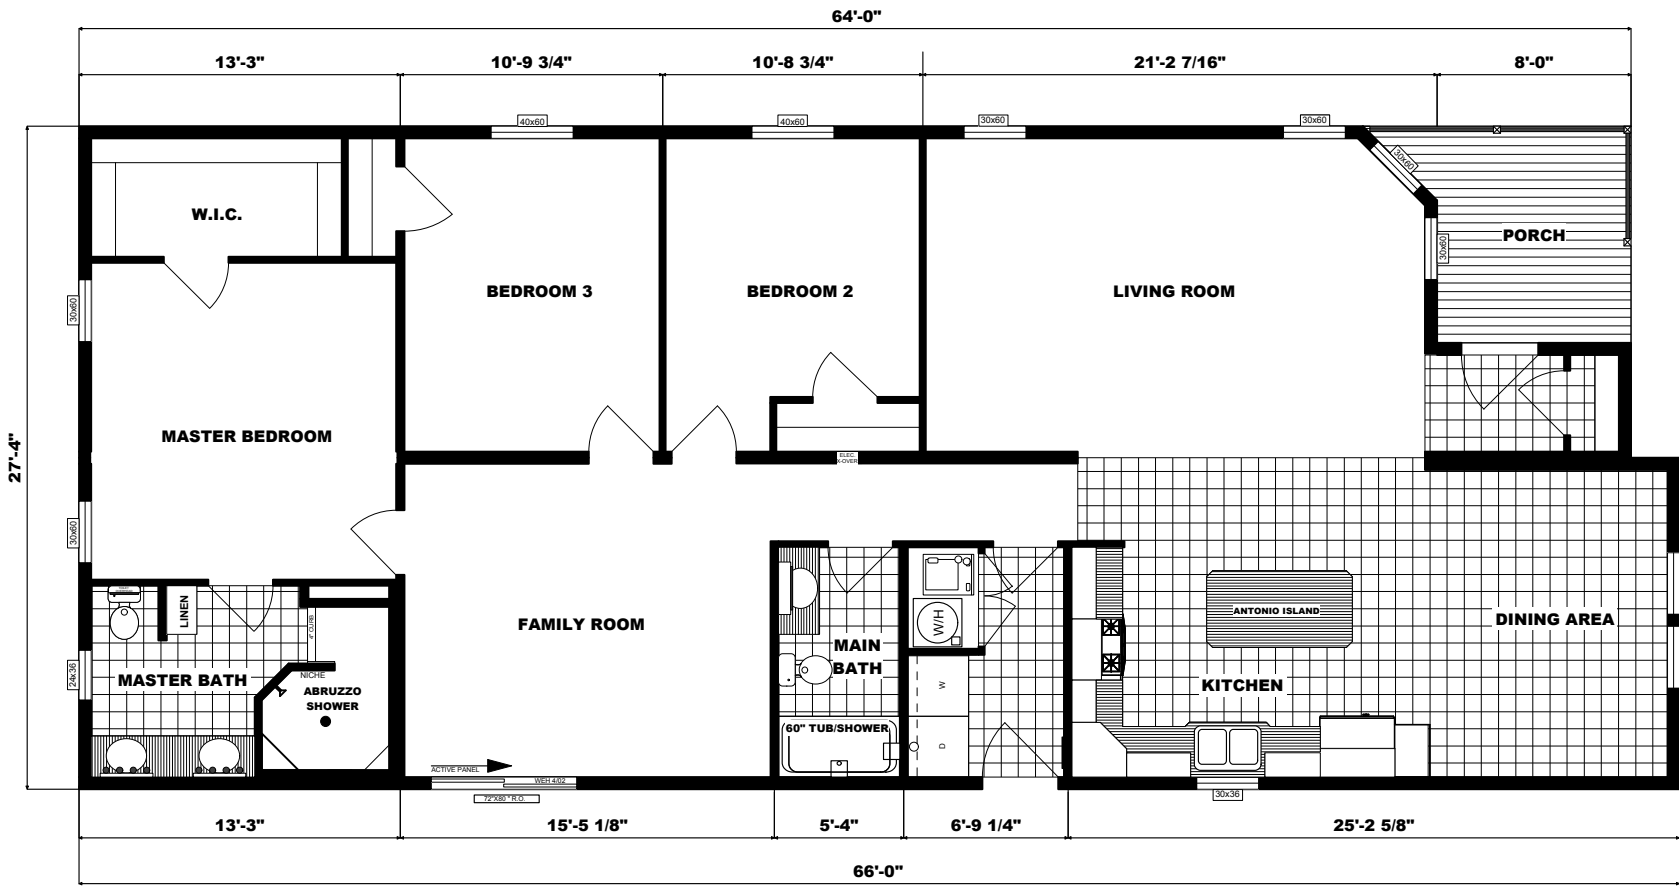 64'-0"
13'-3"
10'-9 3/4"
10'-8 3/4"
21'-2 7/16"
8'-0"
40x60
40x60
30x60
30x60
30x60
W.I.C.
PORCH
30x60
BEDROOM 3
BEDROOM 2
LIVING ROOM
30x60
MASTER BEDROOM
27'-4"
ELEC.
X-OVER
30x60
LINEN
4" CURB
FAMILY ROOM
W/H
ANTONIO ISLAND
DINING AREA
MAIN
BATH
24x36
MASTER BATH
NICHE
ABRUZZO
SHOWER
W
KITCHEN
60" TUB/SHOWER
D
ACTIVE PANEL
WEH 4/02
72"X80" R.O.
30x36
13'-3"
15'-5 1/8"
5'-4"
6'-9 1/4"
25'-2 5/8"
66'-0"